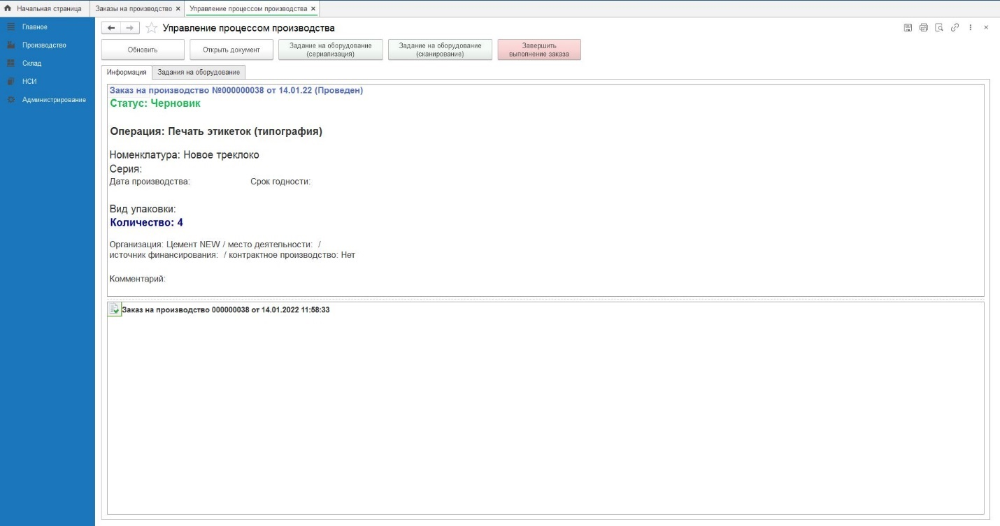 Начальная страница
Заказы на производство ×
Управление процессом производства ×
Главное
Производство
Склад
НСИ
Администрирование
Управление процессом производства
Обновить
Открыть документ
Задание на оборудование
(сериализация)
Задание на оборудование
(сканирование)
Завершить
выполнение заказа
Информация
Задания на оборудование
Заказ на производство №000000038 от 14.01.22 (Проведен)
Статус: Черновик
Операция: Печать этикеток (типография)
Номенклатура: Новое треклоко
Серия:
Дата производства: Срок годности:
Вид упаковки:
Количество: 4
Организация: Цемент NEW / место деятельности: /
источник финансирования: / контрактное производство: Нет
Комментарий:
Заказ на производство 000000038 от 14.01.2022 11:58:33